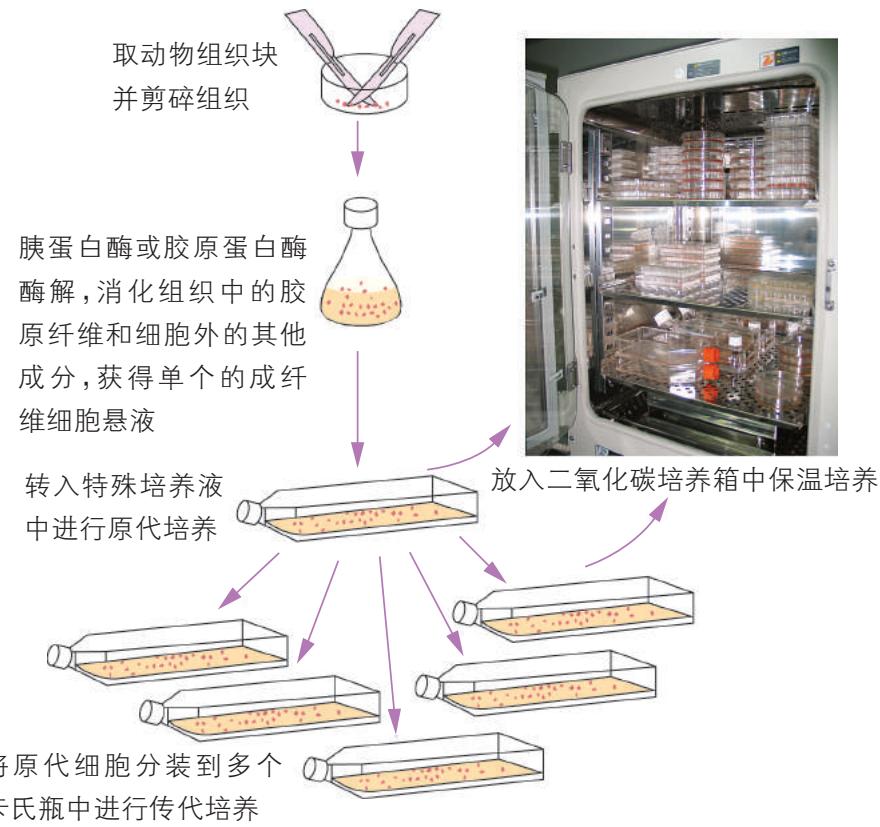 取动物组织块
并剪碎组织
胰蛋白酶或胶原蛋白酶
酶解,消化组织中的胶
原纤维和细胞外的其他
成分,获得单个的成纤
维细胞悬液
转入特殊培养液
中进行原代培养
放入二氧化碳培养箱中保温培养
将原代细胞分装到多个
卡氏瓶中进行传代培养